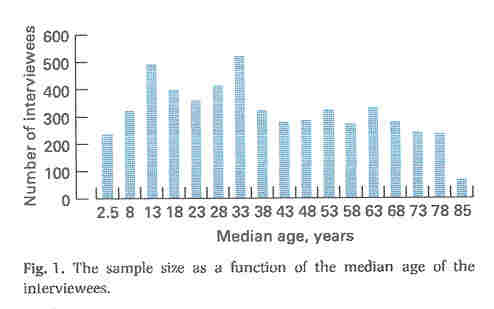 Number of interviewees
600
500
400
300
200
100
0
2.5 8 13 18 23 28 33 38 43 48 53 58 63 68 73 78 85
Median age, years
Fig. 1. The sample size as a function of the median age of the
interviewees.